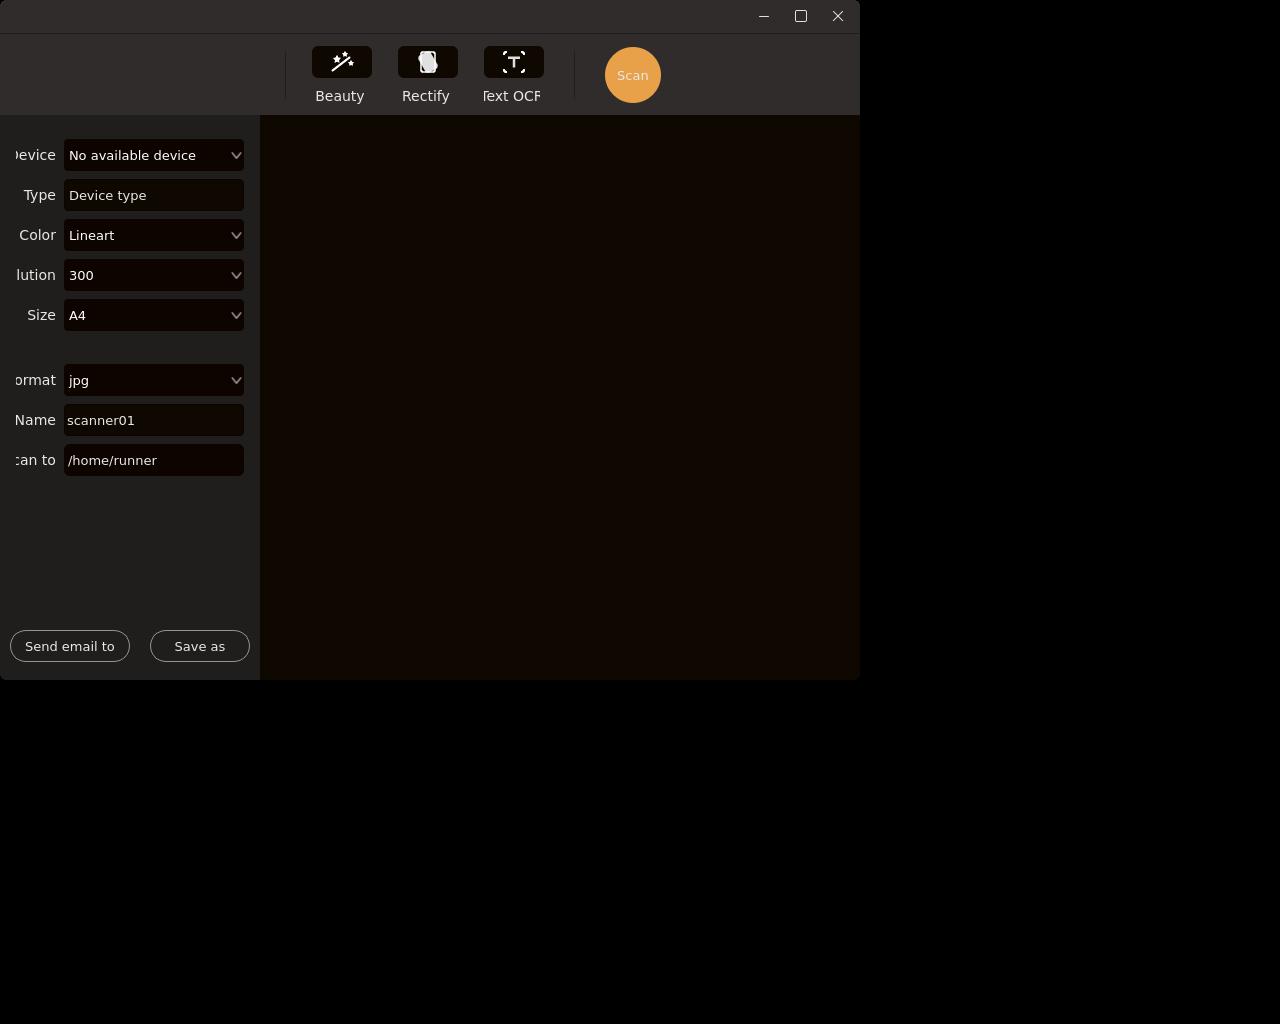 Beauty
Rectify
Text OCR
Scan
Device No available device
Type Device type
Color Lineart
lution 300
Size A4
ormat jpg
Name scanner01
can to /home/runner
Send email to
Save as